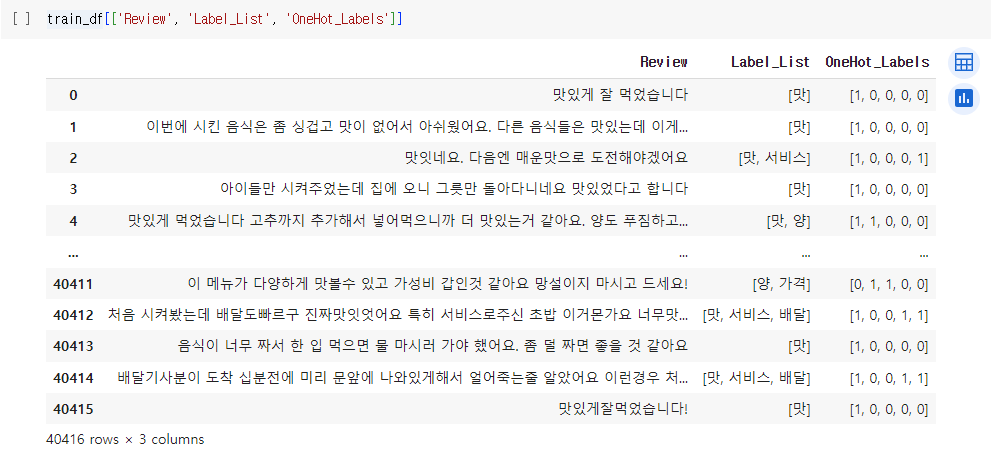 [ ] train_df[['Review', 'Label_List', 'OneHot_Labels']]
Review Label_List OneHot_Labels
0 맛있게 잘 먹었습니다 [맛] [1, 0, 0, 0, 0]
1 이번에 시킨 음식은 좀 싱겁고 맛이 없어서 아쉬웠어요. 다른 음식들은 맛있는데 이게... [맛] [1, 0, 0, 0, 0]
2 맛잇네요. 다음엔 매운맛으로 도전해야겠어요 [맛, 서비스] [1, 0, 0, 0, 1]
3 아이들만 시켜주었는데 집에 오니 그릇만 돌아다니네요 맛있었다고 합니다 [맛] [1, 0, 0, 0, 0]
4 맛있게 먹었습니다 고추까지 추가해서 넣어먹으니까 더 맛있는거 같아요. 양도 푸짐하고... [맛, 양] [1, 1, 0, 0, 0]
... ... ... ...
40411 이 메뉴가 다양하게 맛볼수 있고 가성비 갑인것 같아요 망설이지 마시고 드세요! [양, 가격] [0, 1, 1, 0, 0]
40412 처음 시켜봤는데 배달도빠르구 진짜맛잇엇어요 특히 서비스로주신 초밥 이거몬가요 너무맛... [맛, 서비스, 배달] [1, 0, 0, 1, 1]
40413 음식이 너무 짜서 한 입 먹으면 물 마시러 가야 했어요. 좀 덜 짜면 좋을 것 같아요 [맛] [1, 0, 0, 0, 0]
40414 배달기사분이 도착 십분전에 미리 문앞에 나와있게해서 얼어죽는줄 알았어요 이런경우 처... [맛, 서비스, 배달] [1, 0, 0, 1, 1]
40415 맛있게잘먹었습니다! [맛] [1, 0, 0, 0, 0]
40416 rows × 3 columns